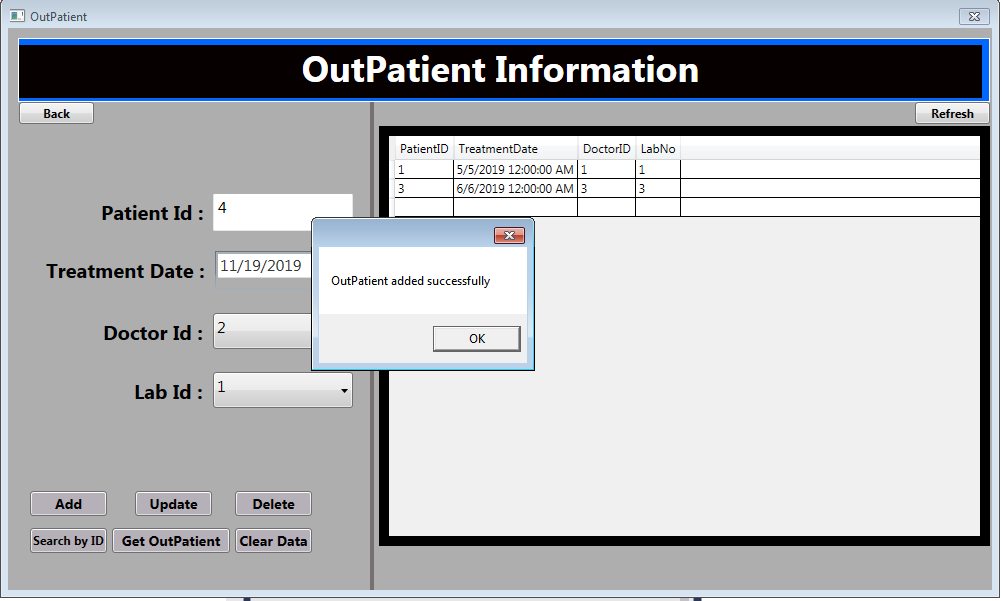 OutPatient
OutPatient Information
Back
Refresh
PatientID TreatmentDate DoctorID LabNo
1 5/5/2019 12:00:00 AM 1 1
3 6/6/2019 12:00:00 AM 3 3
Patient Id : 4
Treatment Date : 11/19/2019
Doctor Id : 2
Lab Id : 1
OutPatient added successfully
OK
Add Update Delete
Search by ID Get OutPatient Clear Data